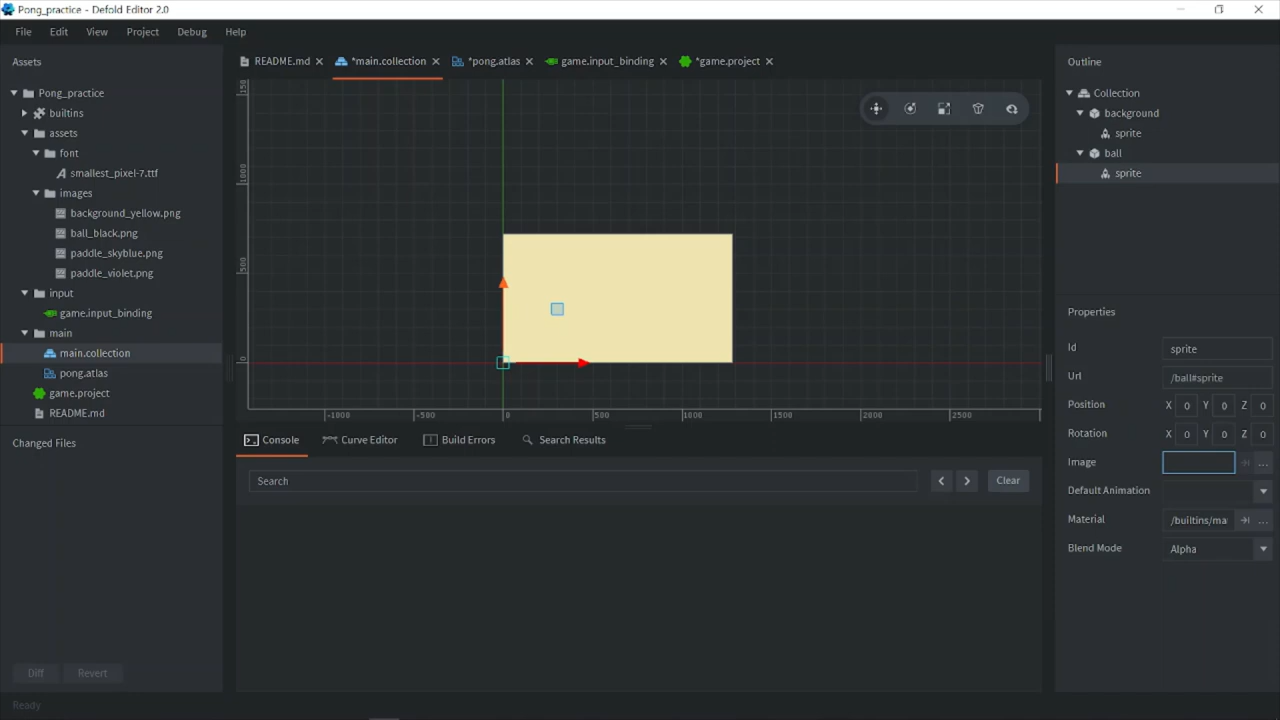 Pong_practice - Defold Editor 2.0
File Edit View Project Debug Help
Assets
Pong_practice
builtins
assets
font
smallest_pixel-7.ttf
images
background_yellow.png
ball_black.png
paddle_skyblue.png
paddle_violet.png
input
game.input_binding
main
main.collection
pong.atlas
game.project
README.md
Changed Files
Diff Revert
Ready
README.md *main.collection *pong.atlas game.input_binding *game.project
1000
500
0
-1000 -500 0 500 1000 1500 2000 2500
Console Curve Editor Build Errors Search Results
Search Clear
Outline
Collection
background
sprite
ball
sprite
Properties
Id sprite
Url /ball#sprite
Position X 0 Y 0 Z 0
Rotation X 0 Y 0 Z 0
Image ...
Default Animation
Material /builtins/ma ...
Blend Mode Alpha